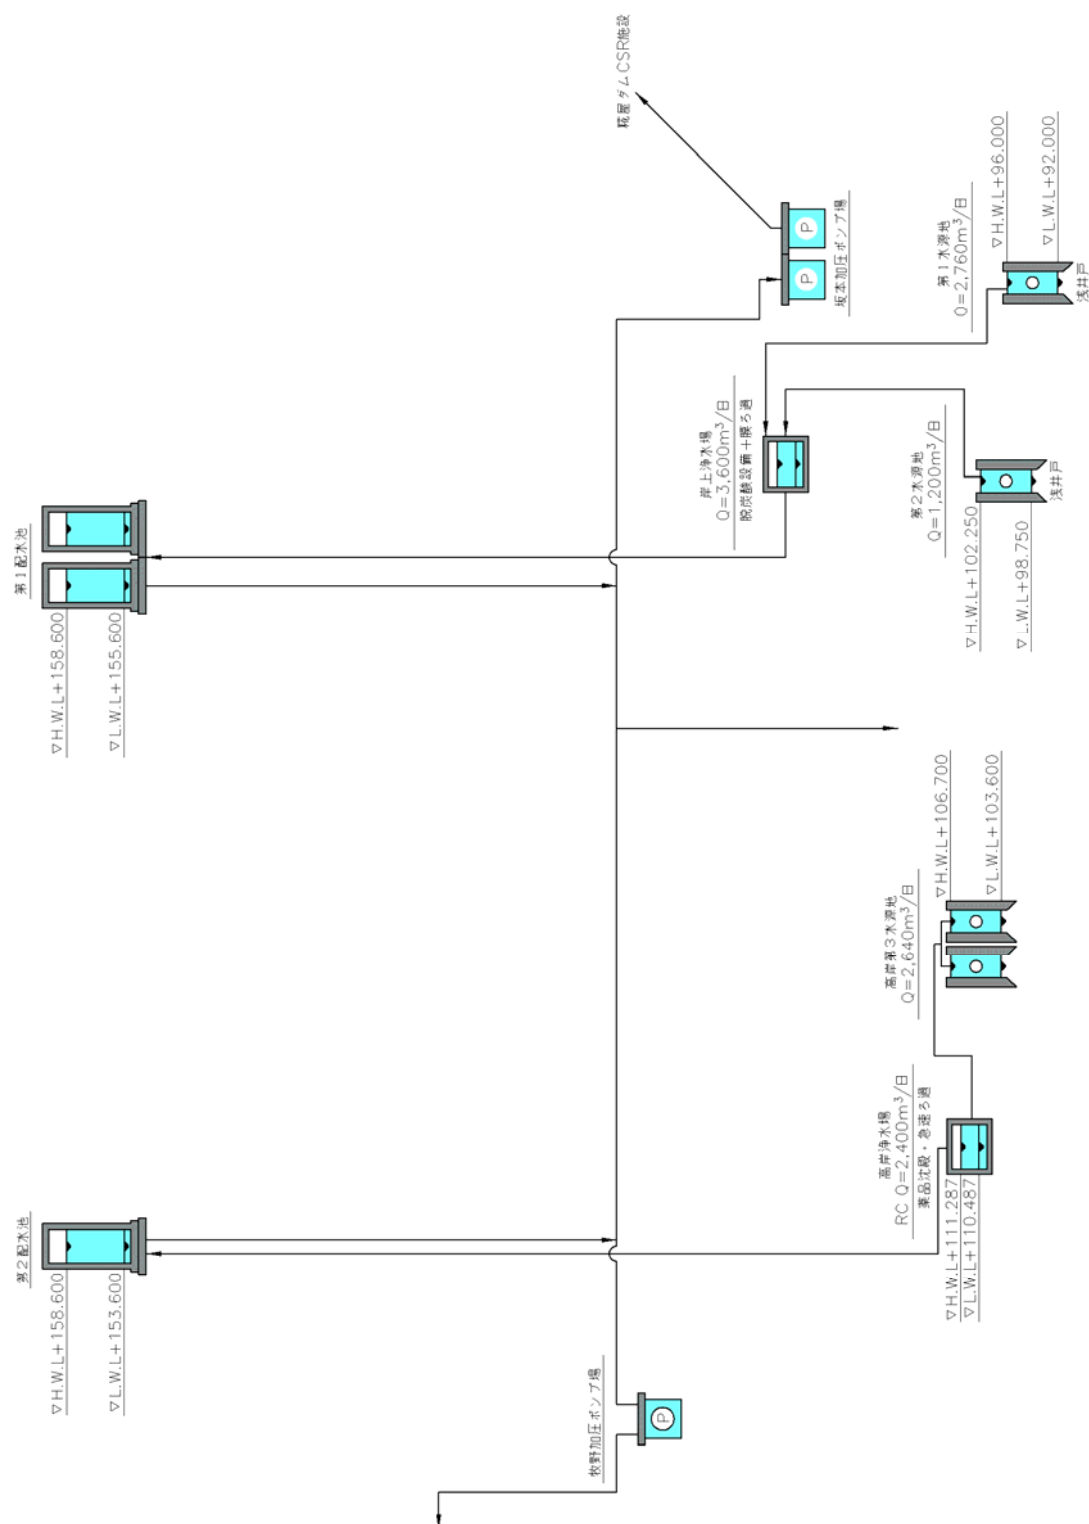 第2配水池
▽H.W.L+158.600
▽L.W.L+153.600
第1配水池
▽H.W.L+158.600
▽L.W.L+155.600
糀屋ダムCSR施設
牧野加圧ポンプ場
P
坂本加圧ポンプ場
P
P
岸上浄水場
Q=3,600m³/日
脱炭酸設備+膜ろ過
第1水源地
Q=2,760m³/日
▽H.W.L+96.000
▽L.W.L+92.000
浅井戸
第2水源地
Q=1,200m³/日
▽H.W.L+102.250
▽L.W.L+98.750
浅井戸
高岸浄水場
RC Q=2,400m³/日
薬品沈殿・急速ろ過
▽H.W.L+111.287
▽L.W.L+110.487
高岸第3水源地
Q=2,640m³/日
▽H.W.L+106.700
▽L.W.L+103.600